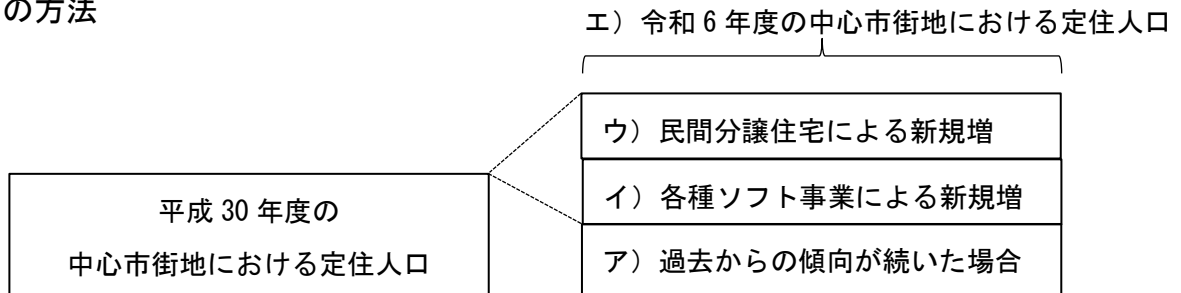 の方法
エ）令和6年度の中心市街地における定住人口
ウ）民間分譲住宅による新規増
イ）各種ソフト事業による新規増
平成30年度の
中心市街地における定住人口
ア）過去からの傾向が続いた場合